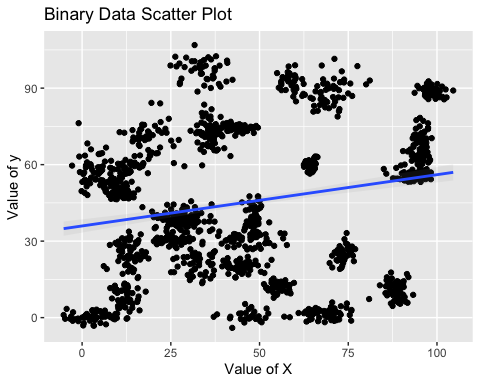 Binary Data Scatter Plot
Value of y
90
60
30
0
0 25 50 75 100
Value of X